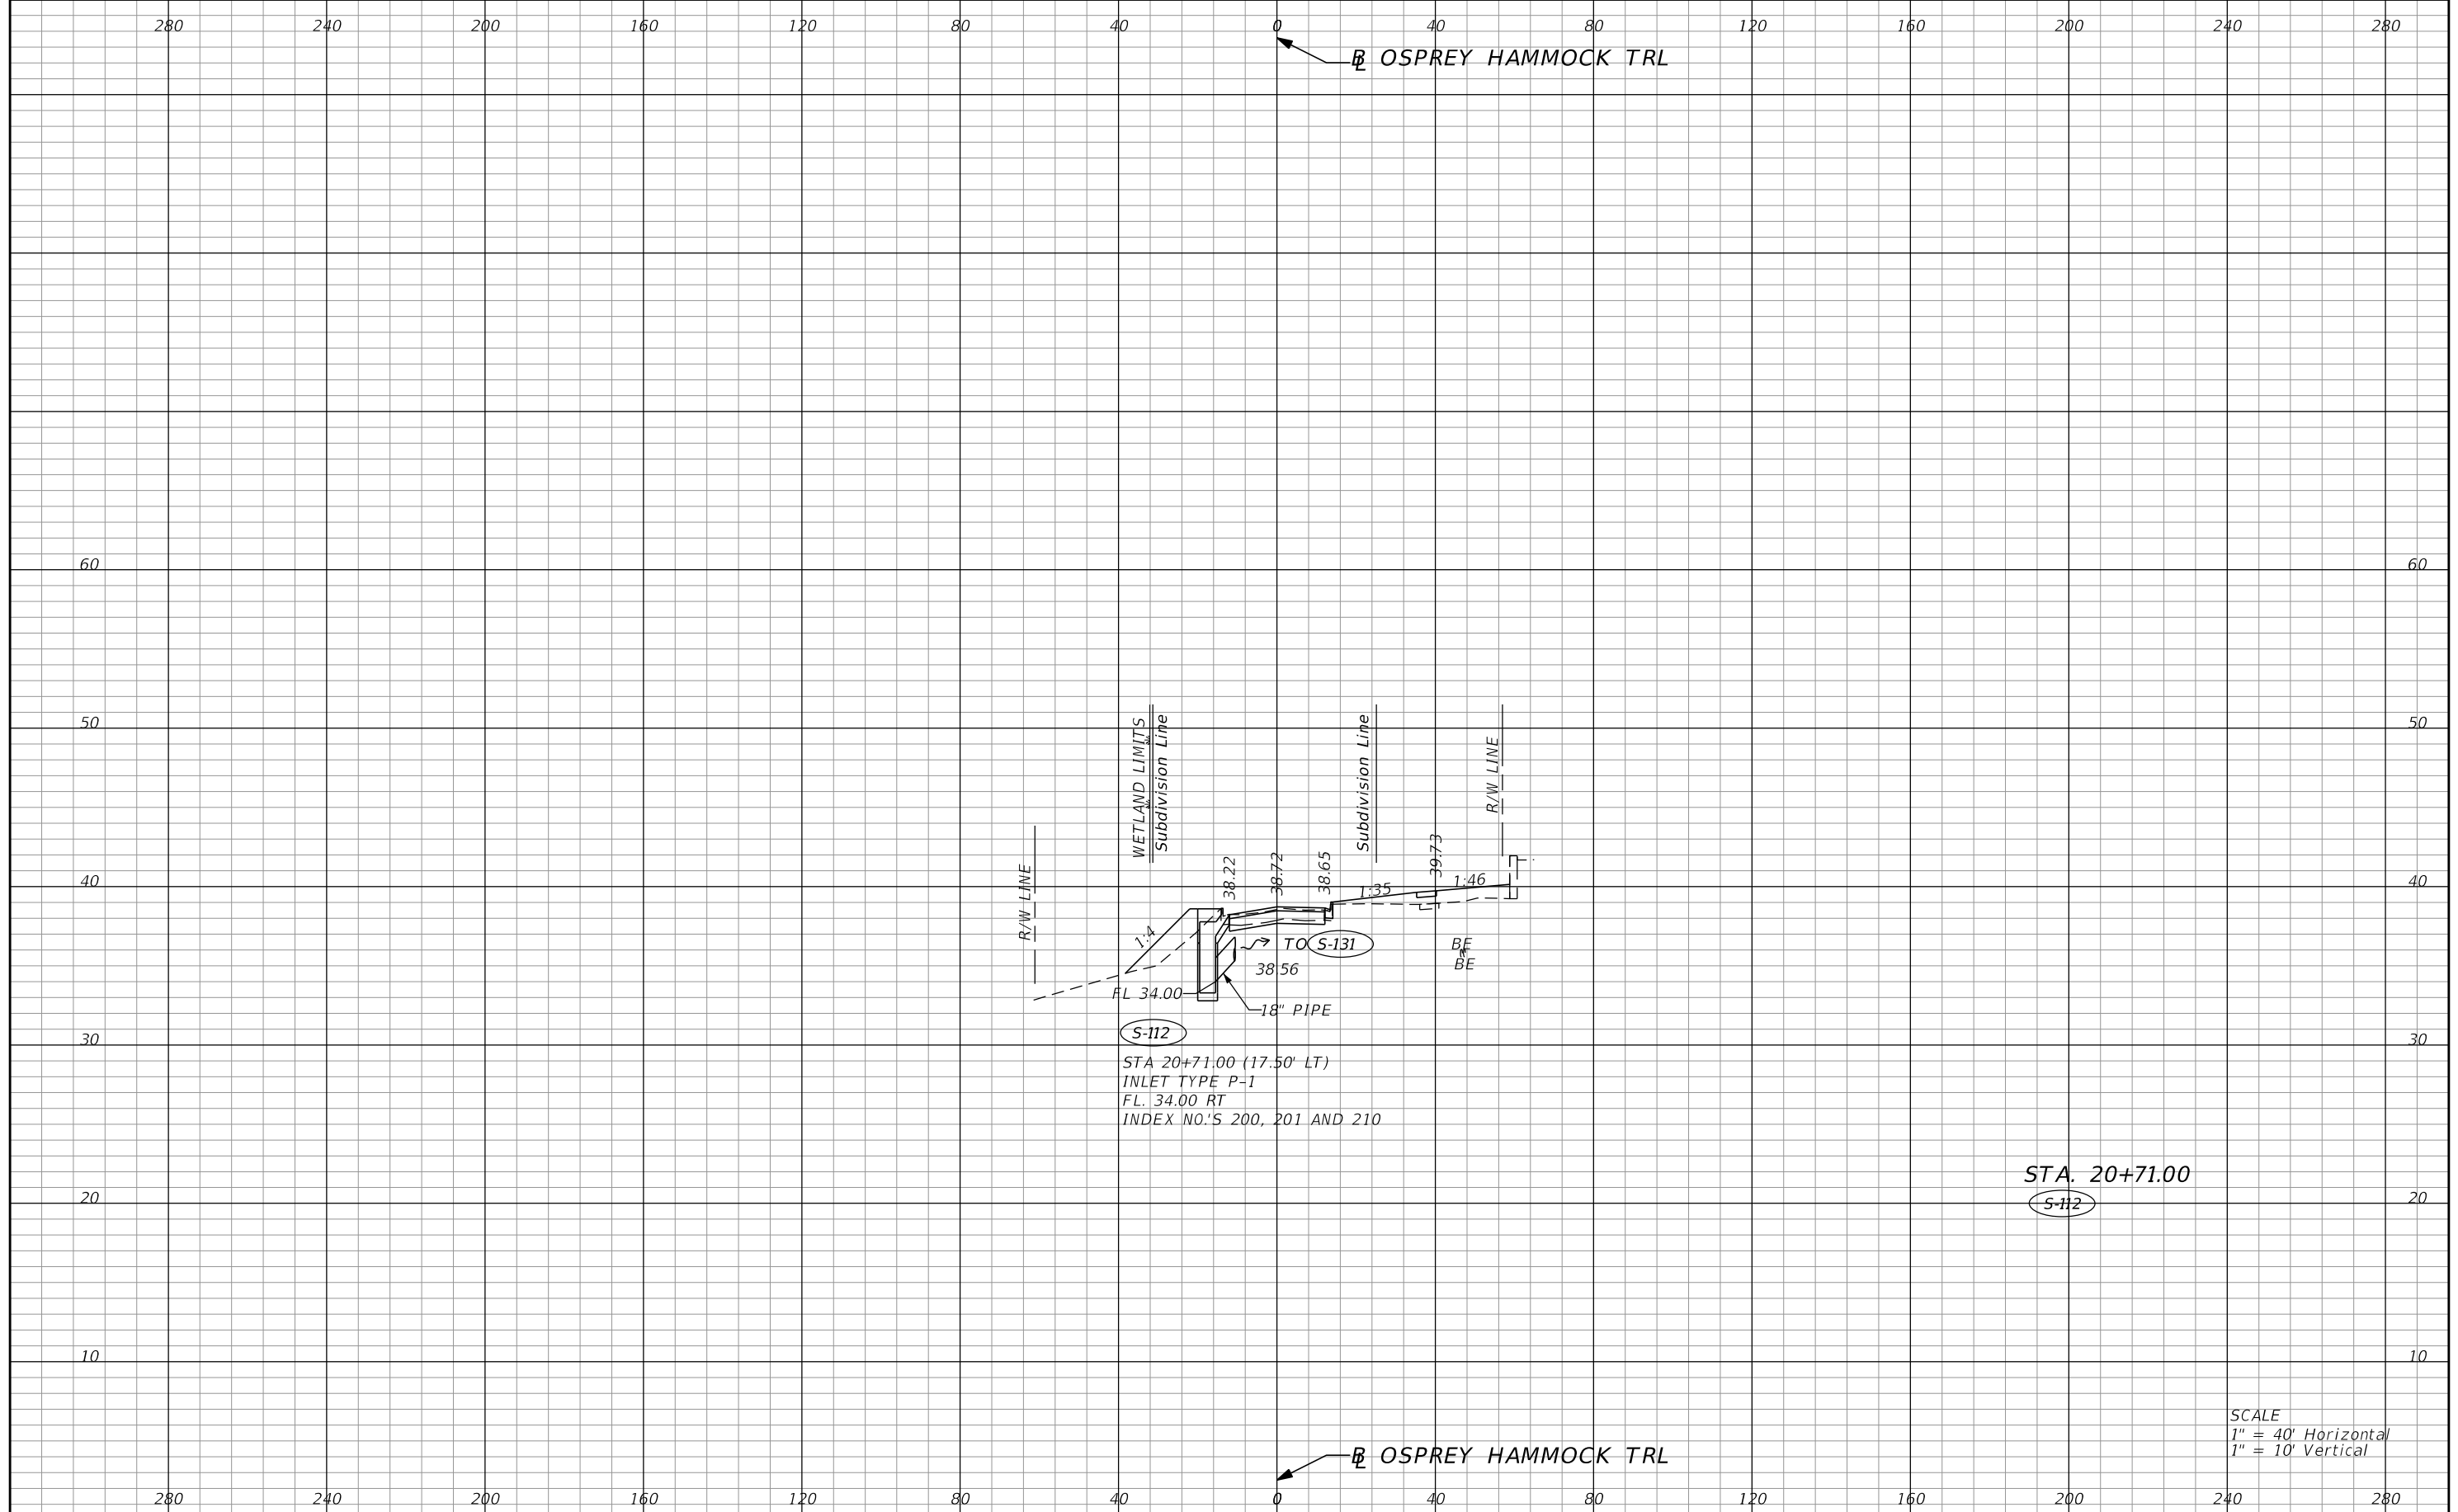 280 240 200 160 120 80 40 0 40 80 120 160 200 240 280
BL OSPREY HAMMOCK TRL
60 60
50 50
WETLAND LIMITS
Subdivision Line
Subdivision Line
R/W LINE
R/W LINE
40 40
38.22
38.72
38.65
39.73
1:4
1:35
1:46
TO S-131
BE
BE
38.56
FL 34.00
18" PIPE
30 30
S-112
STA 20+71.00 (17.50' LT)
INLET TYPE P-1
FL. 34.00 RT
INDEX NO.'S 200, 201 AND 210
STA. 20+71.00
20 20
S-112
10 10
SCALE
1" = 40' Horizontal
1" = 10' Vertical
BL OSPREY HAMMOCK TRL
280 240 200 160 120 80 40 0 40 80 120 160 200 240 280